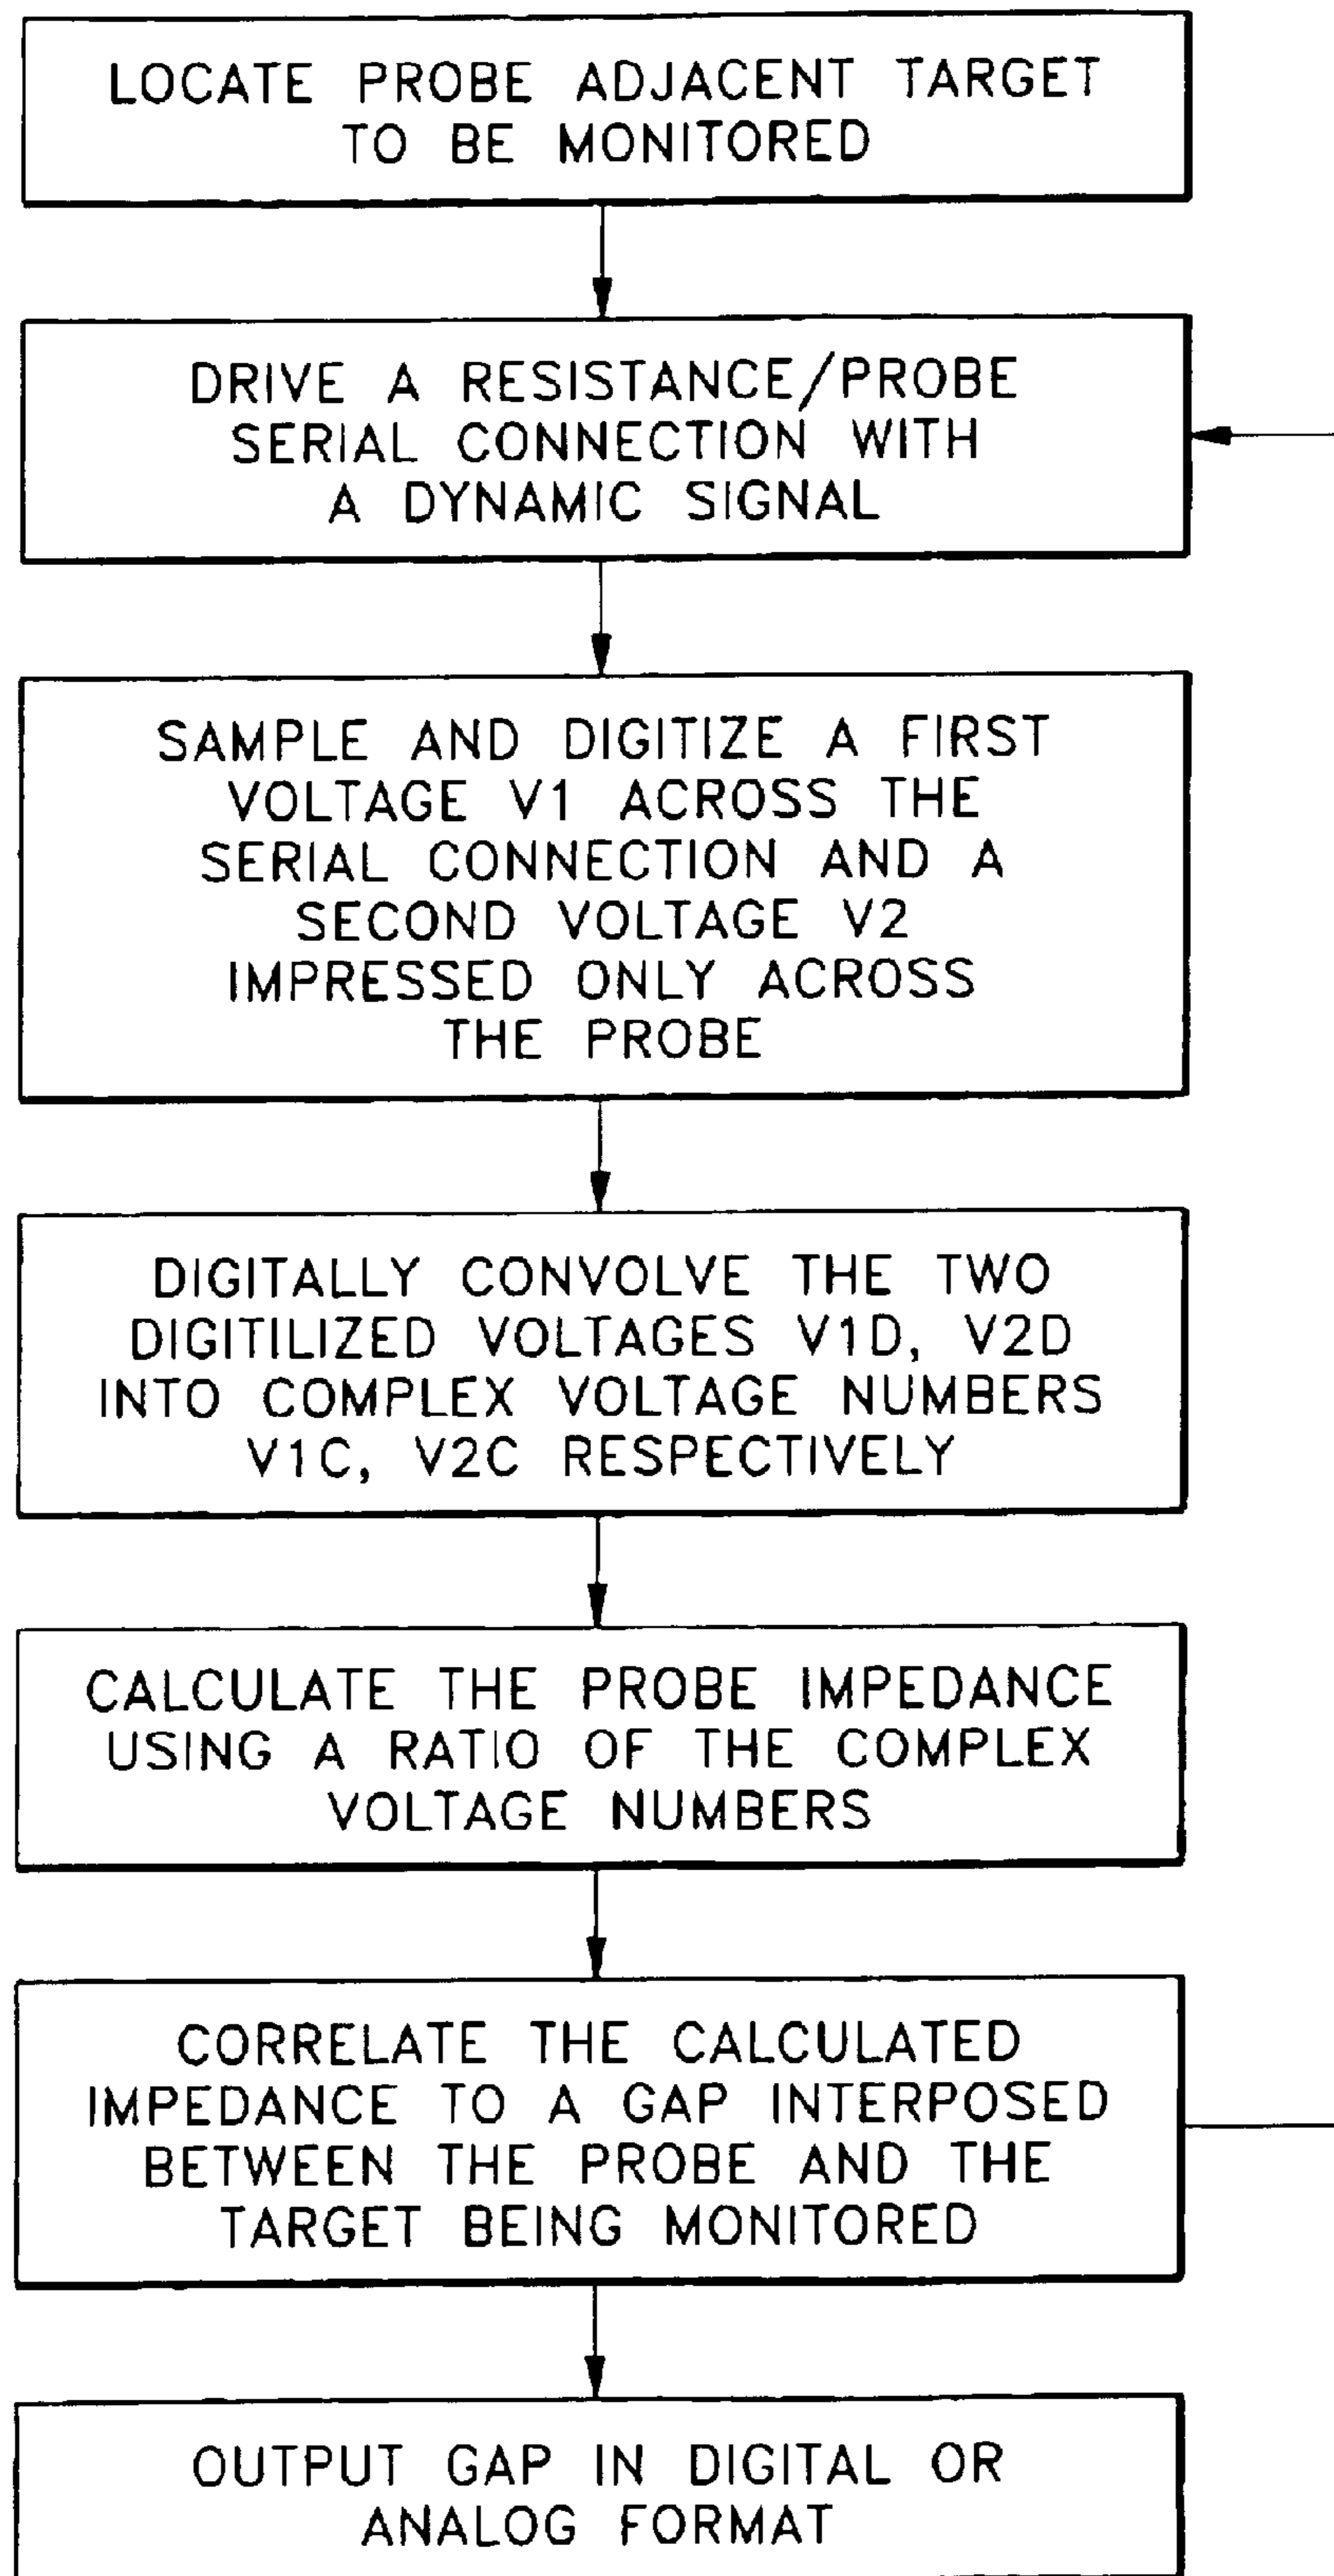 LOCATE PROBE ADJACENT TARGET
TO BE MONITORED
DRIVE A RESISTANCE/PROBE
SERIAL CONNECTION WITH
A DYNAMIC SIGNAL
SAMPLE AND DIGITIZE A FIRST
VOLTAGE V1 ACROSS THE
SERIAL CONNECTION AND A
SECOND VOLTAGE V2
IMPRESSED ONLY ACROSS
THE PROBE
DIGITALLY CONVOLVE THE TWO
DIGITILIZED VOLTAGES V1D, V2D
INTO COMPLEX VOLTAGE NUMBERS
V1C, V2C RESPECTIVELY
CALCULATE THE PROBE IMPEDANCE
USING A RATIO OF THE COMPLEX
VOLTAGE NUMBERS
CORRELATE THE CALCULATED
IMPEDANCE TO A GAP INTERPOSED
BETWEEN THE PROBE AND THE
TARGET BEING MONITORED
OUTPUT GAP IN DIGITAL OR
ANALOG FORMAT